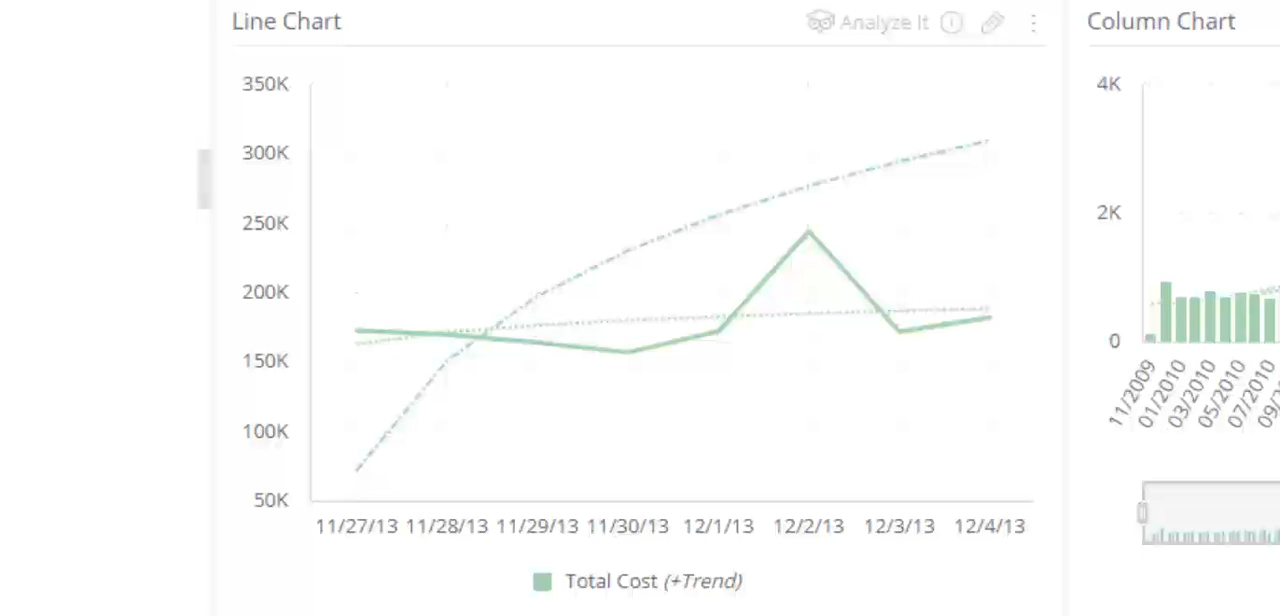 Line Chart
Analyze It
Column Chart
350K
300K
250K
200K
150K
100K
50K
11/27/13 11/28/13 11/29/13 11/30/13 12/1/13 12/2/13 12/3/13 12/4/13
Total Cost (+Trend)
4K
2K
0
11/2009
01/2010
03/2010
05/2010
07/2010